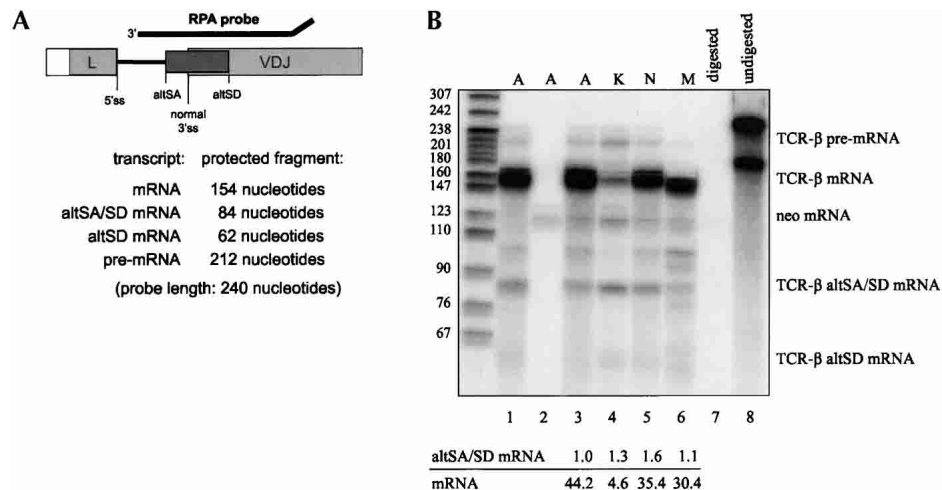 A
RPA probe
3'
L
VDJ
5'ss
altSA
altSD
normal
3'ss
transcript: protected fragment:
mRNA 154 nucleotides
altSA/SD mRNA 84 nucleotides
altSD mRNA 62 nucleotides
pre-mRNA 212 nucleotides
(probe length: 240 nucleotides)
B
A A A K N M digested undigested
307
242
238
201
180
160
147
123
110
90
76
67
TCR-β pre-mRNA
TCR-β mRNA
neo mRNA
TCR-β altSA/SD mRNA
TCR-β altSD mRNA
1 2 3 4 5 6 7 8
altSA/SD mRNA 1.0 1.3 1.6 1.1
mRNA 44.2 4.6 35.4 30.4